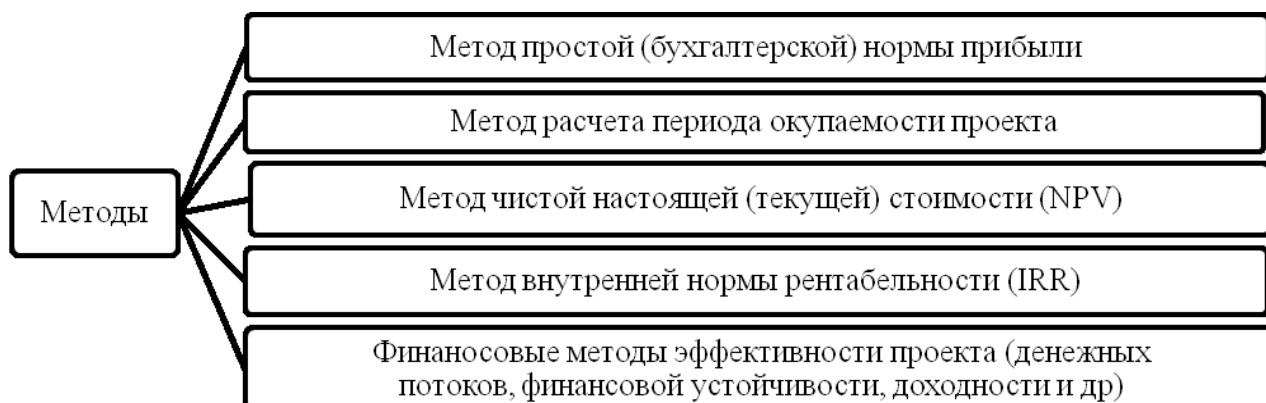 Метод простой (бухгалтерской) нормы прибыли
Метод расчета периода окупаемости проекта
Методы
Метод чистой настоящей (текущей) стоимости (NPV)
Метод внутренней нормы рентабельности (IRR)
Финаносовые методы эффективности проекта (денежных
потоков, финансовой устойчивости, доходности и др)